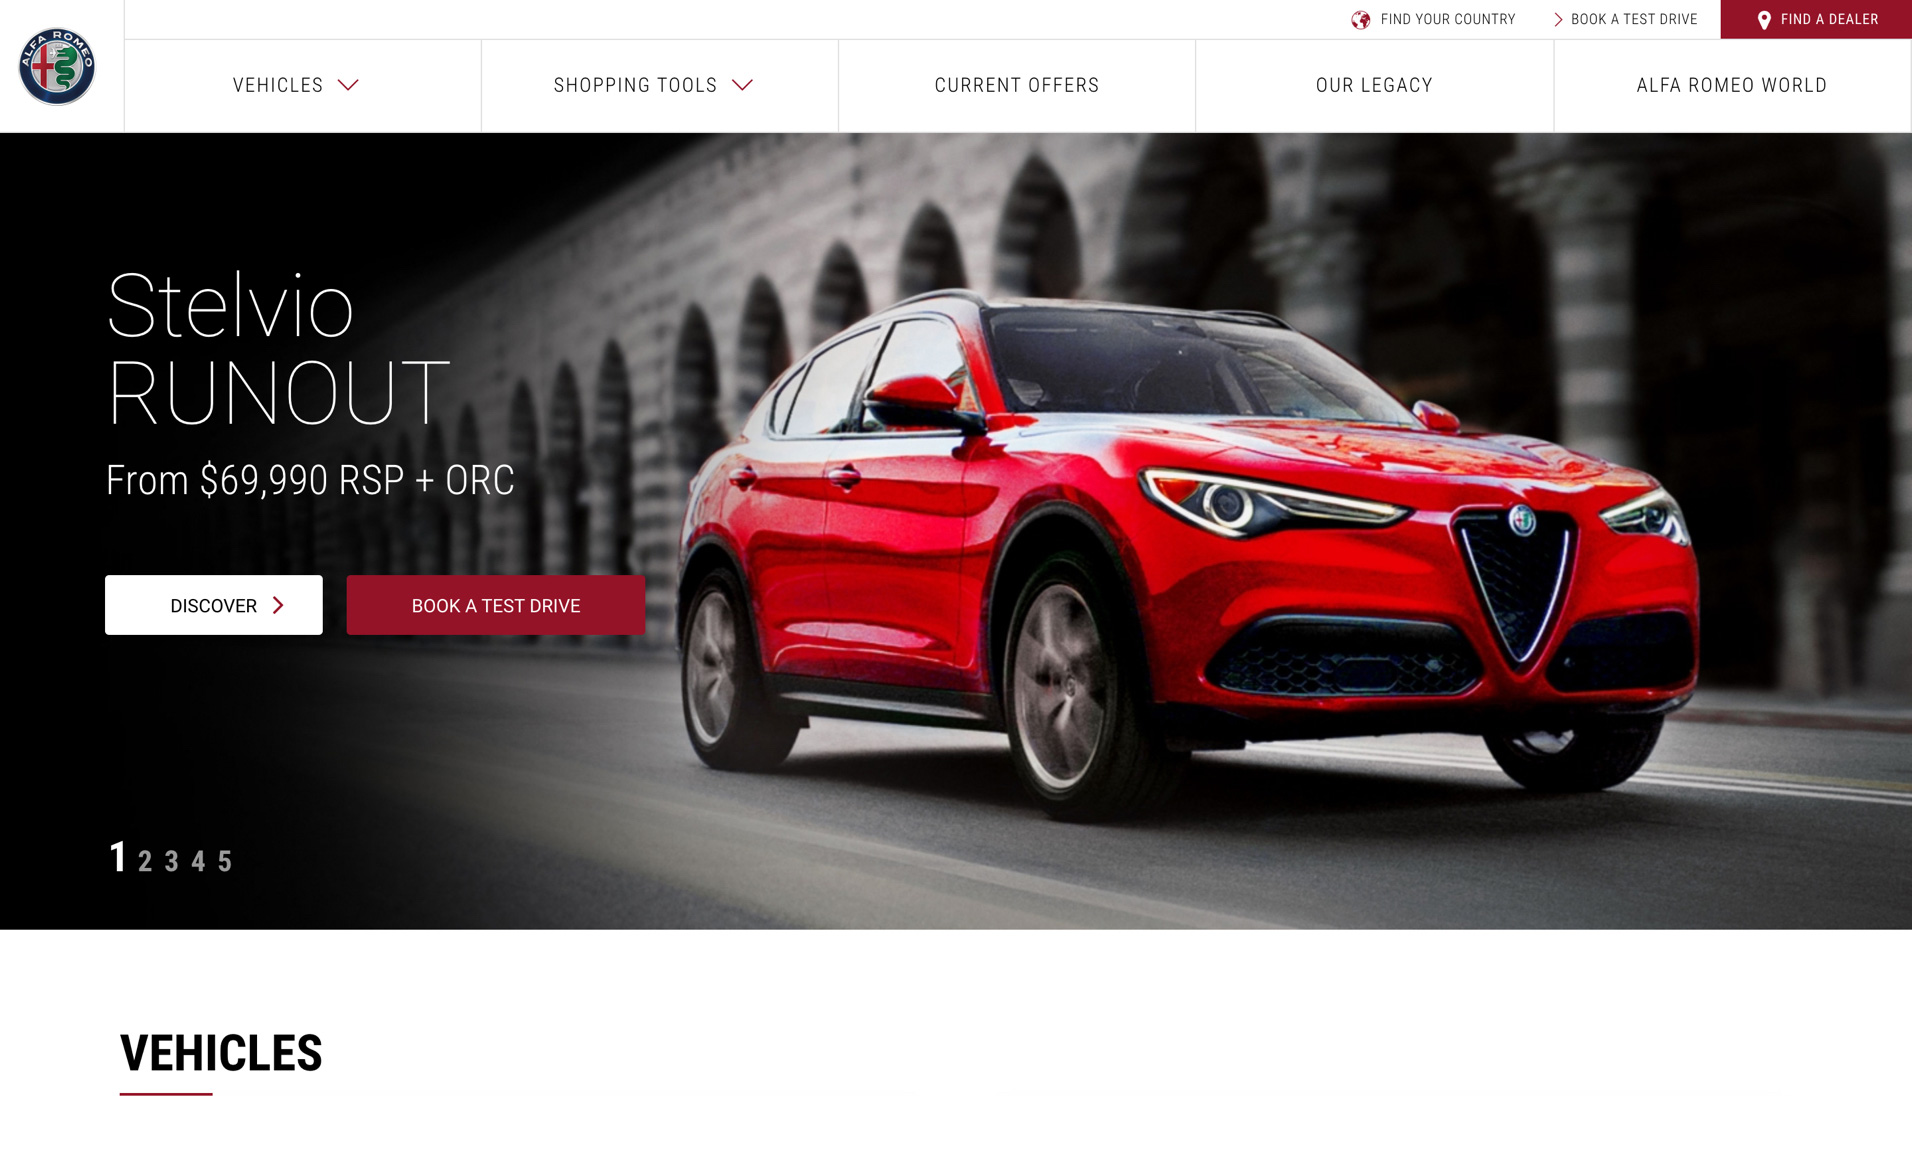 ALFA ROMEO
FIND YOUR COUNTRY
BOOK A TEST DRIVE
FIND A DEALER
VEHICLES
SHOPPING TOOLS
CURRENT OFFERS
OUR LEGACY
ALFA ROMEO WORLD
Stelvio
RUNOUT
From $69,990 RSP + ORC
DISCOVER
BOOK A TEST DRIVE
1 2 3 4 5
VEHICLES